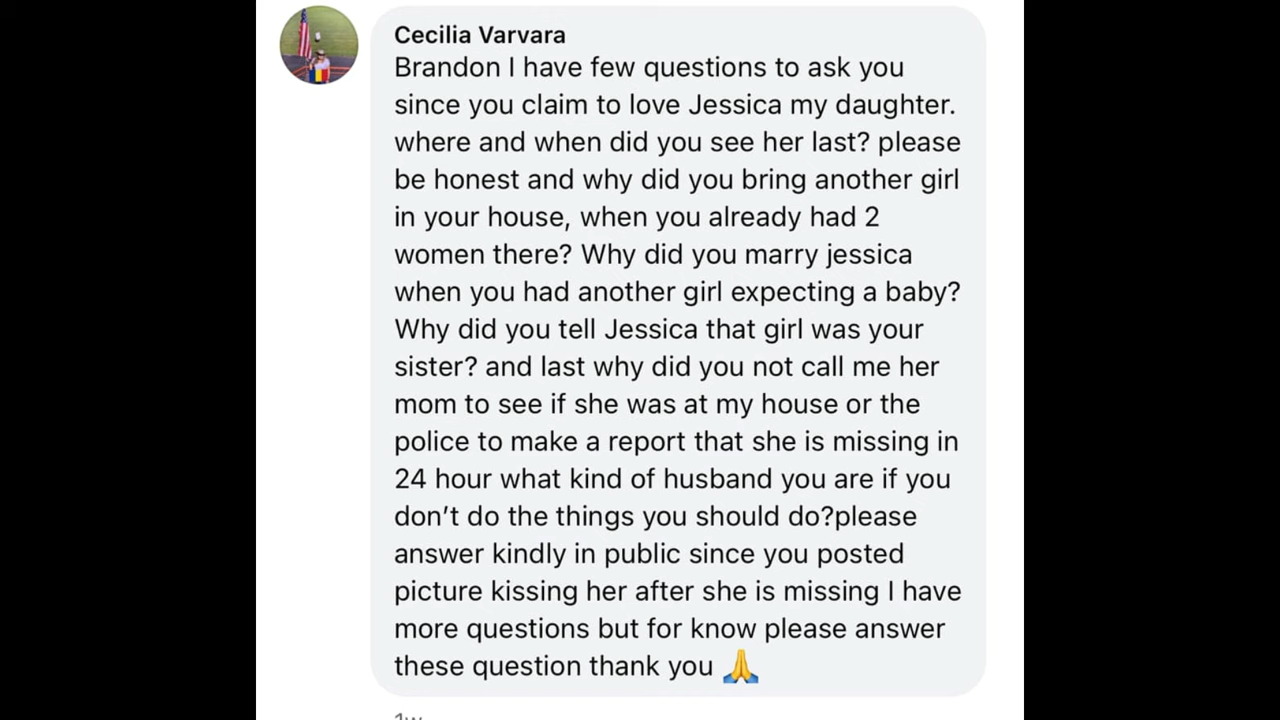 Cecilia Varvara
Brandon I have few questions to ask you
since you claim to love Jessica my daughter.
where and when did you see her last? please
be honest and why did you bring another girl
in your house, when you already had 2
women there? Why did you marry jessica
when you had another girl expecting a baby?
Why did you tell Jessica that girl was your
sister? and last why did you not call me her
mom to see if she was at my house or the
police to make a report that she is missing in
24 hour what kind of husband you are if you
don’t do the things you should do?please
answer kindly in public since you posted
picture kissing her after she is missing I have
more questions but for know please answer
these question thank you 🙏
1w